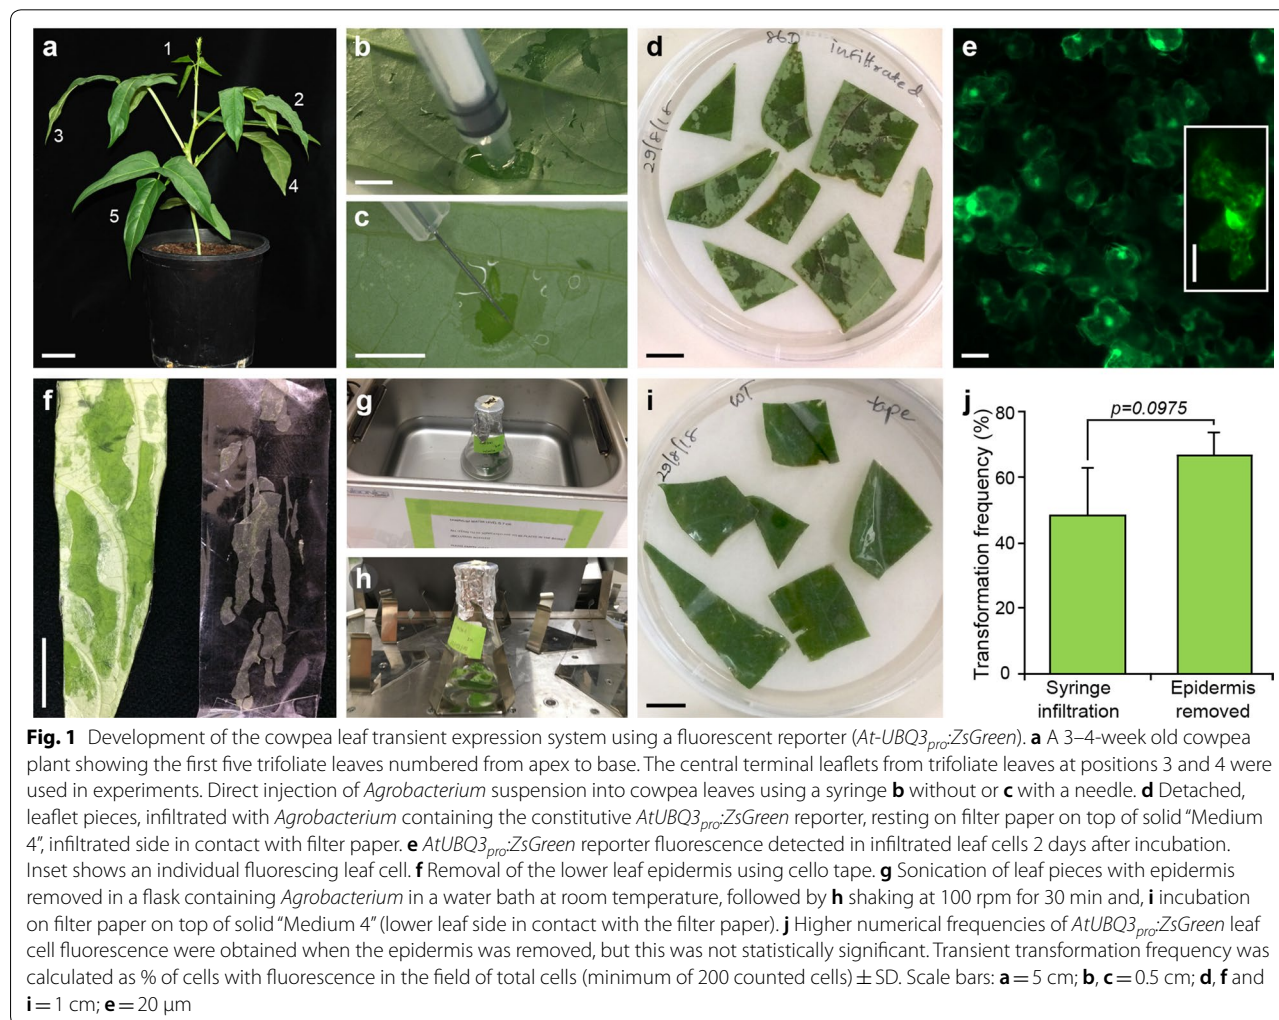 a
1
2
3
4
5
b
c
d
86D infiltrated
29/8/18
e
f
g
h
i
WT tape
29/8/18
j
p=0.0975
Transformation frequency (%)
80
60
40
20
0
Syringe infiltration
Epidermis removed
Fig. 1 Development of the cowpea leaf transient expression system using a fluorescent reporter (At-UBQ3pro:ZsGreen). a A 3–4-week old cowpea
plant showing the first five trifoliate leaves numbered from apex to base. The central terminal leaflets from trifoliate leaves at positions 3 and 4 were
used in experiments. Direct injection of Agrobacterium suspension into cowpea leaves using a syringe b without or c with a needle. d Detached,
leaflet pieces, infiltrated with Agrobacterium containing the constitutive AtUBQ3pro:ZsGreen reporter, resting on filter paper on top of solid “Medium
4”, infiltrated side in contact with filter paper. e AtUBQ3pro:ZsGreen reporter fluorescence detected in infiltrated leaf cells 2 days after incubation.
Inset shows an individual fluorescing leaf cell. f Removal of the lower leaf epidermis using cello tape. g Sonication of leaf pieces with epidermis
removed in a flask containing Agrobacterium in a water bath at room temperature, followed by h shaking at 100 rpm for 30 min and, i incubation
on filter paper on top of solid “Medium 4” (lower leaf side in contact with the filter paper). j Higher numerical frequencies of AtUBQ3pro:ZsGreen leaf
cell fluorescence were obtained when the epidermis was removed, but this was not statistically significant. Transient transformation frequency was
calculated as % of cells with fluorescence in the field of total cells (minimum of 200 counted cells) ± SD. Scale bars: a = 5 cm; b, c = 0.5 cm; d, f and
i = 1 cm; e = 20 μm